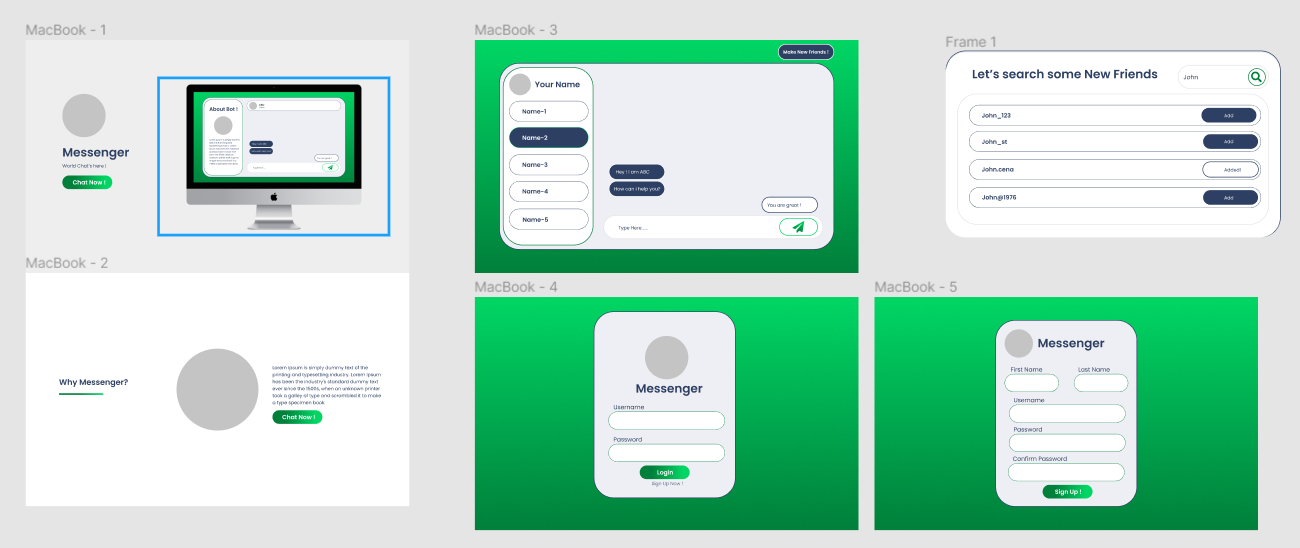 MacBook - 1
About Bot !
Messenger
World Chat's here !
Chat Now !
MacBook - 2
Why Messenger?
Lorem Ipsum is simply dummy text of the
printing and typesetting industry. Lorem Ipsum
has been the industry's standard dummy text
ever since the 1500s, when an unknown printer
took a galley of type and scrambled it to make
a type specimen book.
Chat Now !
MacBook - 3
Make New Friends !
Your Name
Name-1
Name-2
Name-3
Name-4
Name-5
Hey ! I am ABC
How can I help you?
You are great !
Type Here....
Frame 1
Let's search some New Friends
John
John_123
Add
John_st
Add
John.cena
Added!
John@1976
Add
MacBook - 4
Messenger
Username
Password
Login
Sign Up Now !
MacBook - 5
Messenger
First Name
Last Name
Username
Password
Confirm Password
Sign Up !